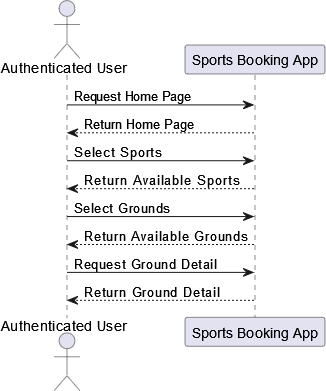 Authenticated User
Sports Booking App
Request Home Page
Return Home Page
Select Sports
Return Available Sports
Select Grounds
Return Available Grounds
Request Ground Detail
Return Ground Detail
Authenticated User
Sports Booking App